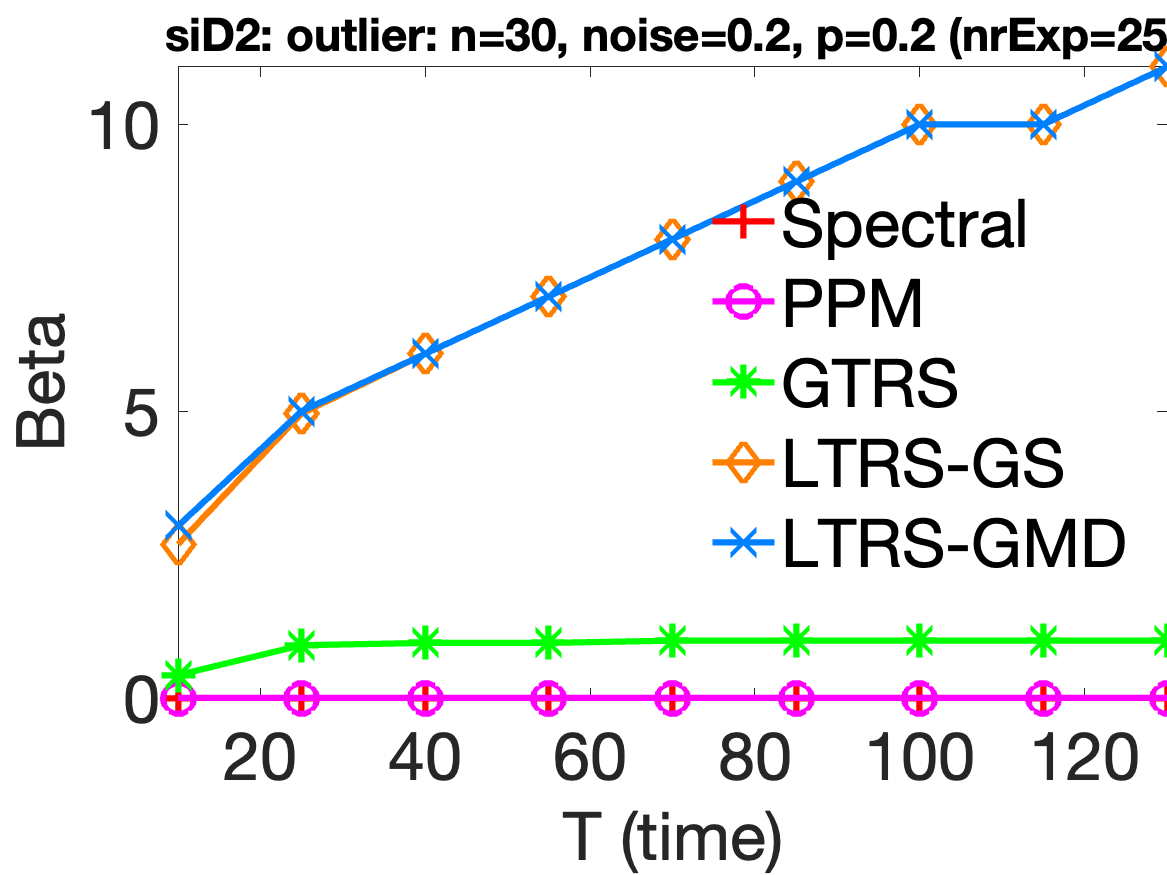 siD2: outlier: n=30, noise=0.2, p=0.2 (nrExp=25
10
5
0
Beta
Spectral
PPM
GTRS
LTRS-GS
LTRS-GMD
20 40 60 80 100 120
T (time)